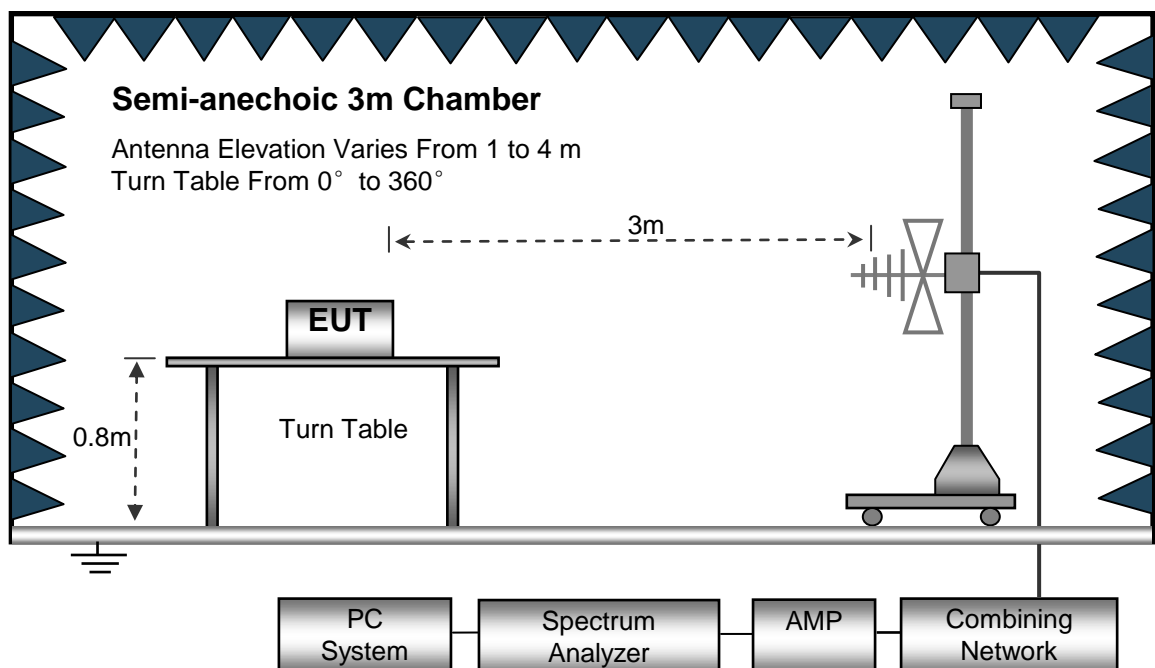 Semi-anechoic 3m Chamber
Antenna Elevation Varies From 1 to 4 m
Turn Table From 0° to 360°
3m
EUT
0.8m
Turn Table
PC
System
Spectrum
Analyzer
AMP
Combining
Network